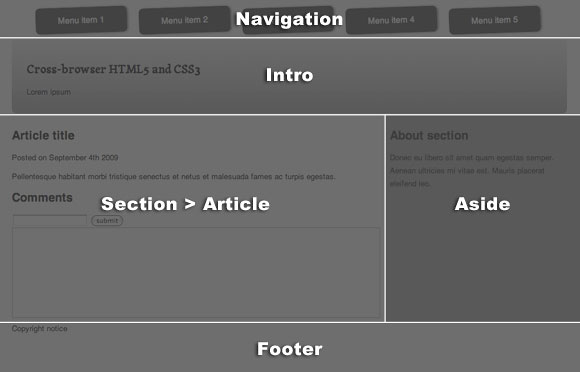 Menu item 1
Menu item 2
Navigation
Menu item 4
Menu item 5
Cross-browser HTML5 and CSS3
Intro
Lorem ipsum
Article title
Posted on September 4th 2009
Pellentesque habitant morbi tristique senectus et netus et malesuada fames ac turpis egestas.
Comments
Section > Article
submit
About section
Donec eu libero sit amet quam egestas semper.
Aenean ultricies mi vitae est. Mauris placerat
eleifend leo.
Aside
Copyright notice
Footer